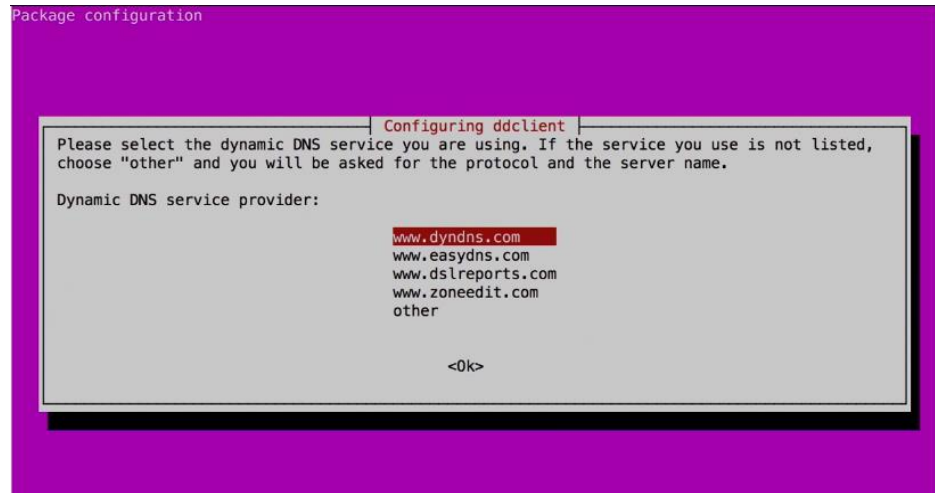 Package configuration
Configuring ddclient
Please select the dynamic DNS service you are using. If the service you use is not listed,
choose "other" and you will be asked for the protocol and the server name.
Dynamic DNS service provider:
www.dyndns.com
www.easydns.com
www.dslreports.com
www.zoneedit.com
other
<Ok>